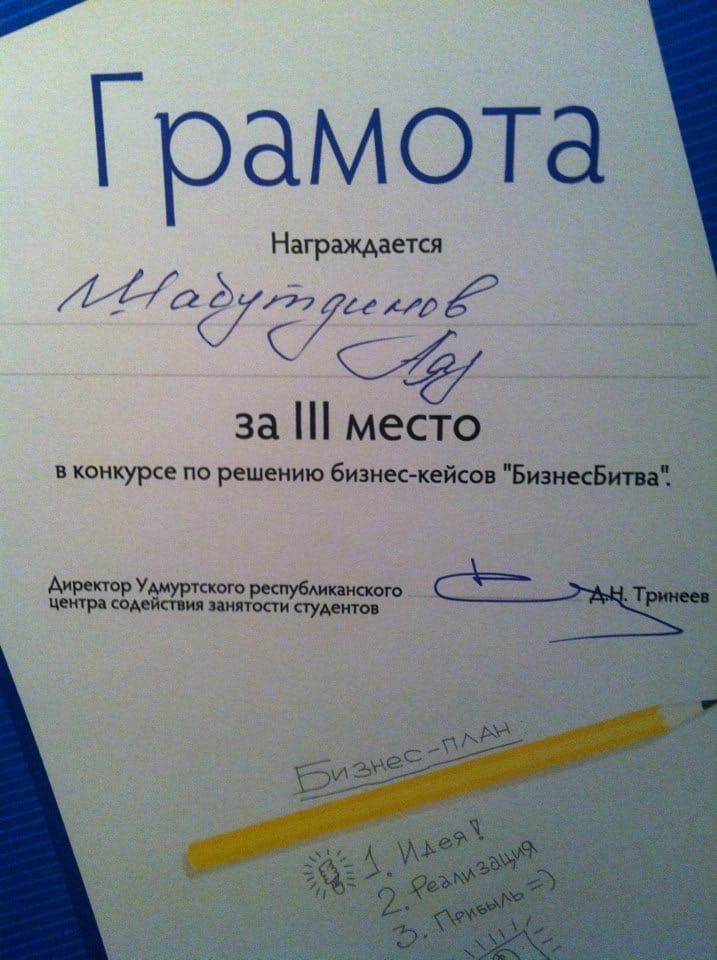 Грамота
Награждается
Шабутдинов
за III место
в конкурсе по решению бизнес-кейсов "БизнесБитва".
Директор Удмуртского республиканского
центра содействия занятости студентов
Д.Н. Тринеев
Бизнес-план
1. Идея!
2. Реализация
3. Прибыль =)